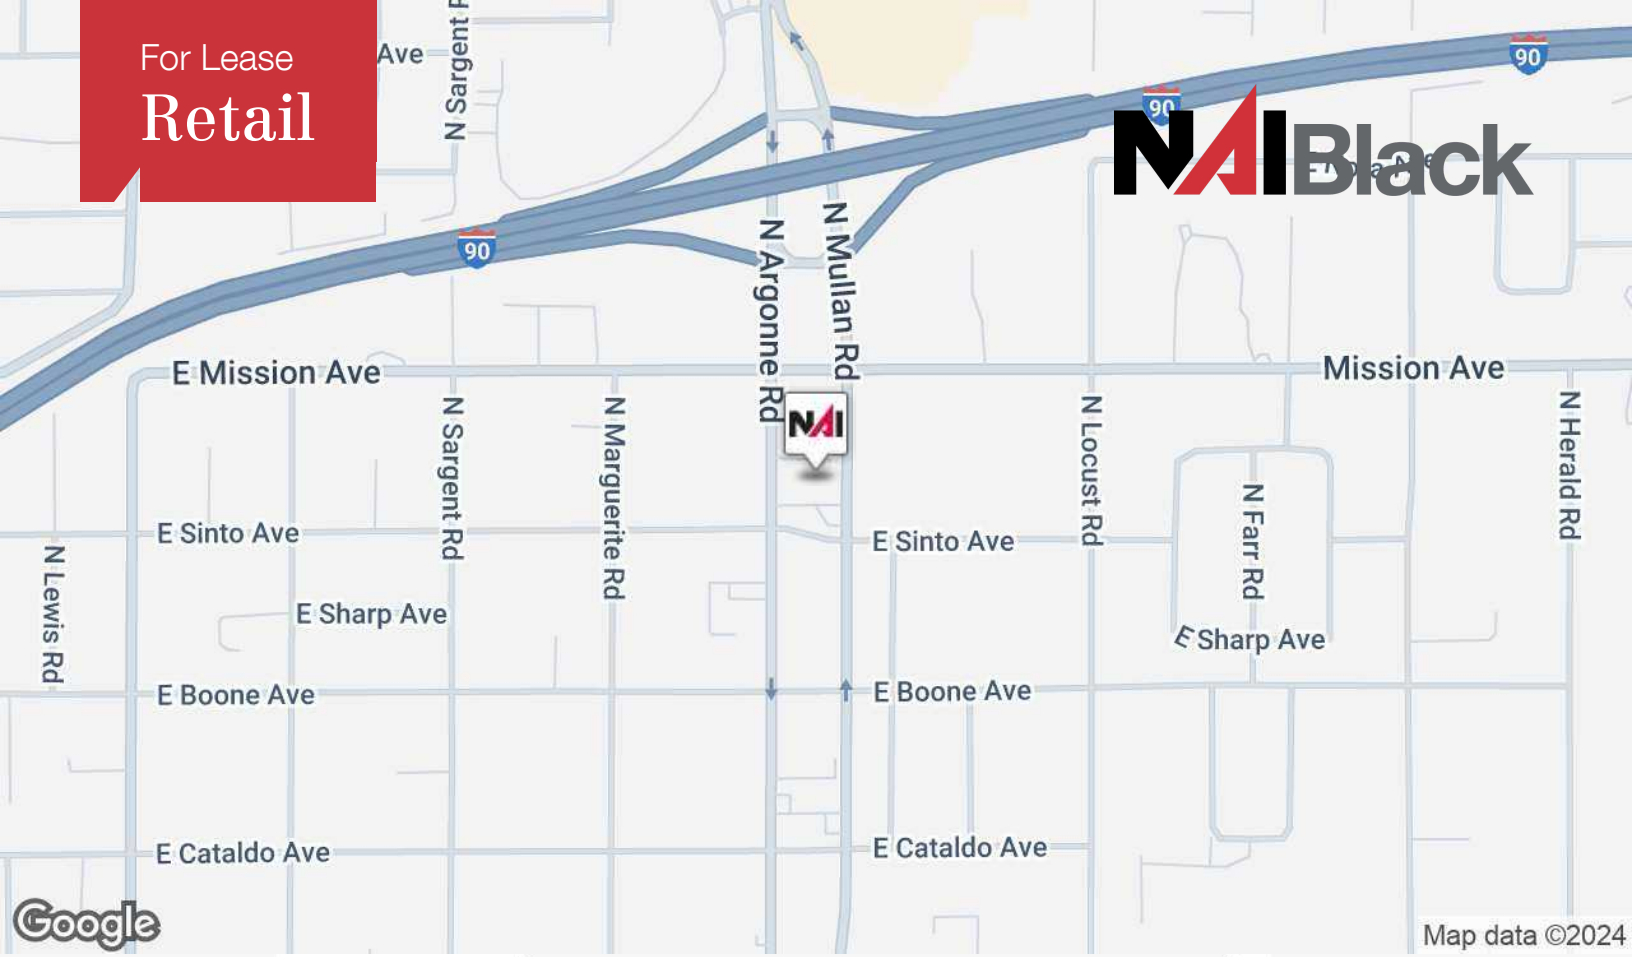 For Lease
Retail
Ave
N Sargent
N Sargent Rd
90
90
90
NAI Black
N Argonne Rd
N Mullan Rd
E Mission Ave
Mission Ave
NAI
N Marguerite Rd
N Locust Rd
N Farr Rd
N Herald Rd
E Sinto Ave
E Sinto Ave
N Lewis Rd
E Sharp Ave
E Sharp Ave
E Boone Ave
E Boone Ave
E Cataldo Ave
E Cataldo Ave
Google
Map data ©2024